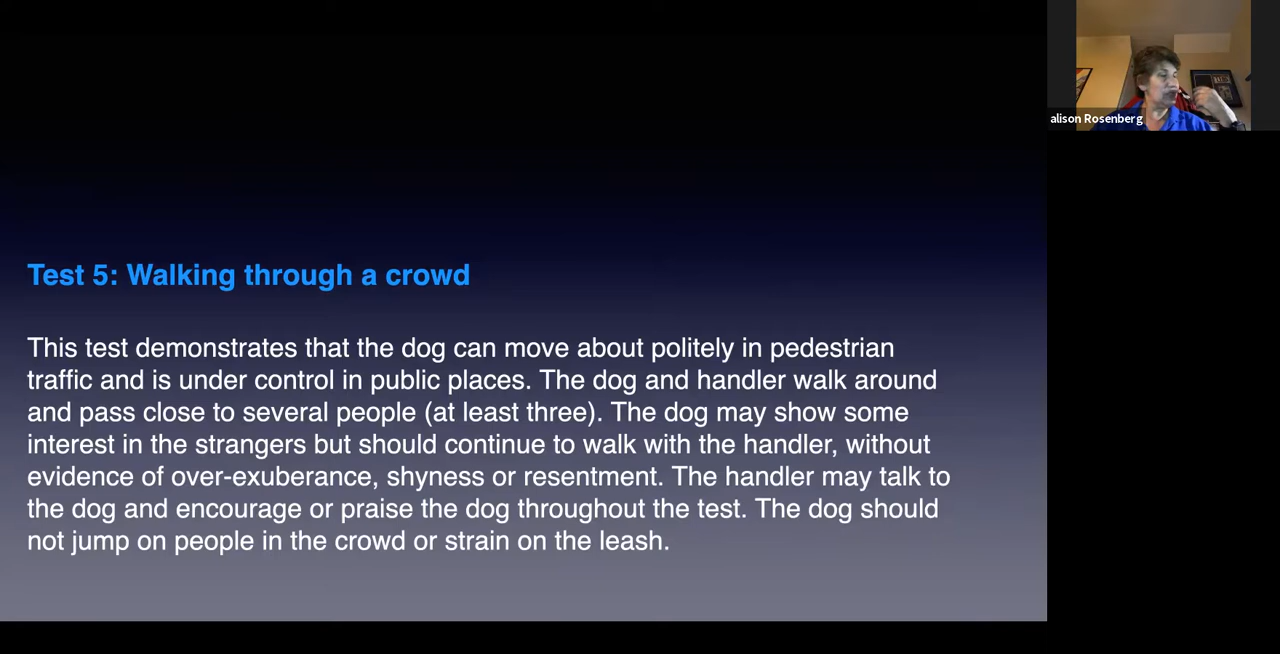 Test 5: Walking through a crowd
This test demonstrates that the dog can move about politely in pedestrian
traffic and is under control in public places. The dog and handler walk around
and pass close to several people (at least three). The dog may show some
interest in the strangers but should continue to walk with the handler, without
evidence of over-exuberance, shyness or resentment. The handler may talk to
the dog and encourage or praise the dog throughout the test. The dog should
not jump on people in the crowd or strain on the leash.
alison Rosenberg